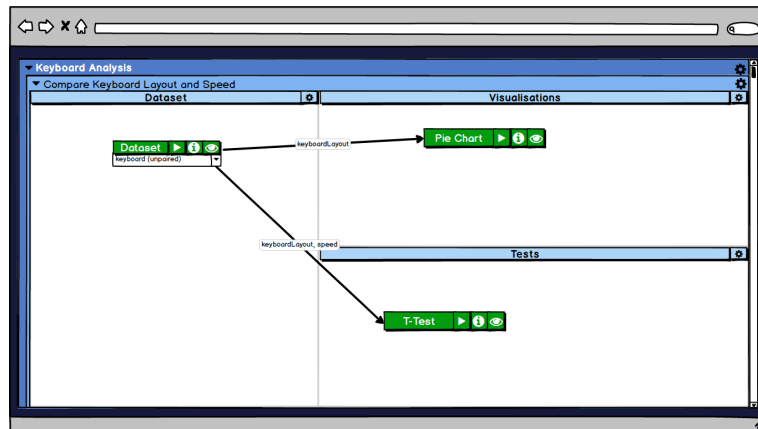 Keyboard Analysis
Compare Keyboard Layout and Speed
Dataset
Visualisations
Dataset
keyboard (unpaired)
keyboardLayout
Pie Chart
keyboardLayout, speed
Tests
T-Test